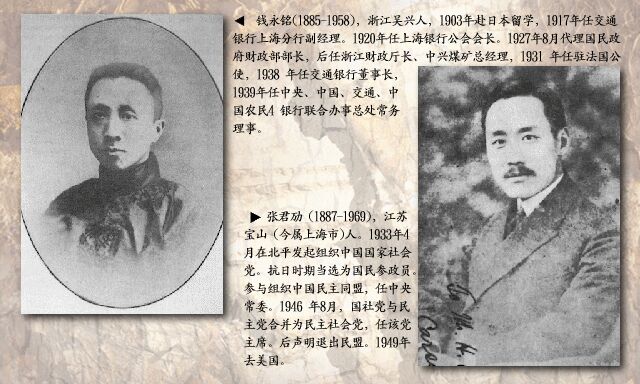 ◀ 钱永铭(1885-1958)，浙江吴兴人，1903年赴日本留学，1917年任交通
银行上海分行副经理。1920年任上海银行公会会长。1927年8月代理国民政
府财政部部长，后任浙江财政厅长、中兴煤矿总经理，1931 年任驻法国公
使，1938 年任交通银行董事长，
1939年任中央、中国、交通、中
国农民4 银行联合办事总处常务
理事。
▶ 张君劢 (1887-1969)，江苏
宝山（今属上海市)人。1933年4
月在北平发起组织中国国家社会
党。抗日时期当选为国民参政员。
参与组织中国民主同盟，任中央
常委。1946 年8月，国社党与民
主党合并为民主社会党，任该党
主席。后声明退出民盟。1949年
去美国。